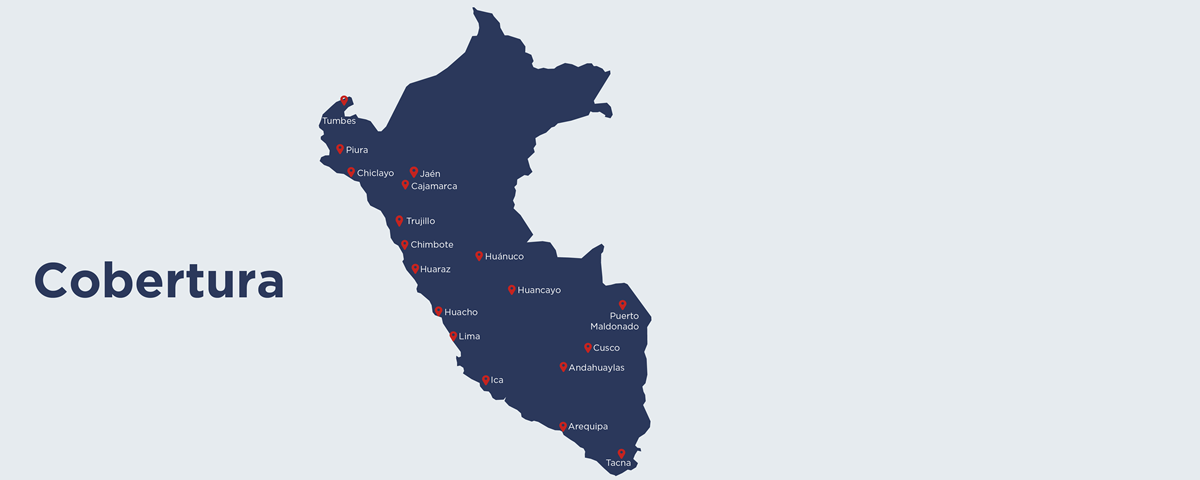 Cobertura
Tumbes
Piura
Chiclayo
Jaén
Cajamarca
Trujillo
Chimbote
Huánuco
Huaraz
Huancayo
Huacho
Puerto
Maldonado
Lima
Cusco
Andahuaylas
Ica
Arequipa
Tacna